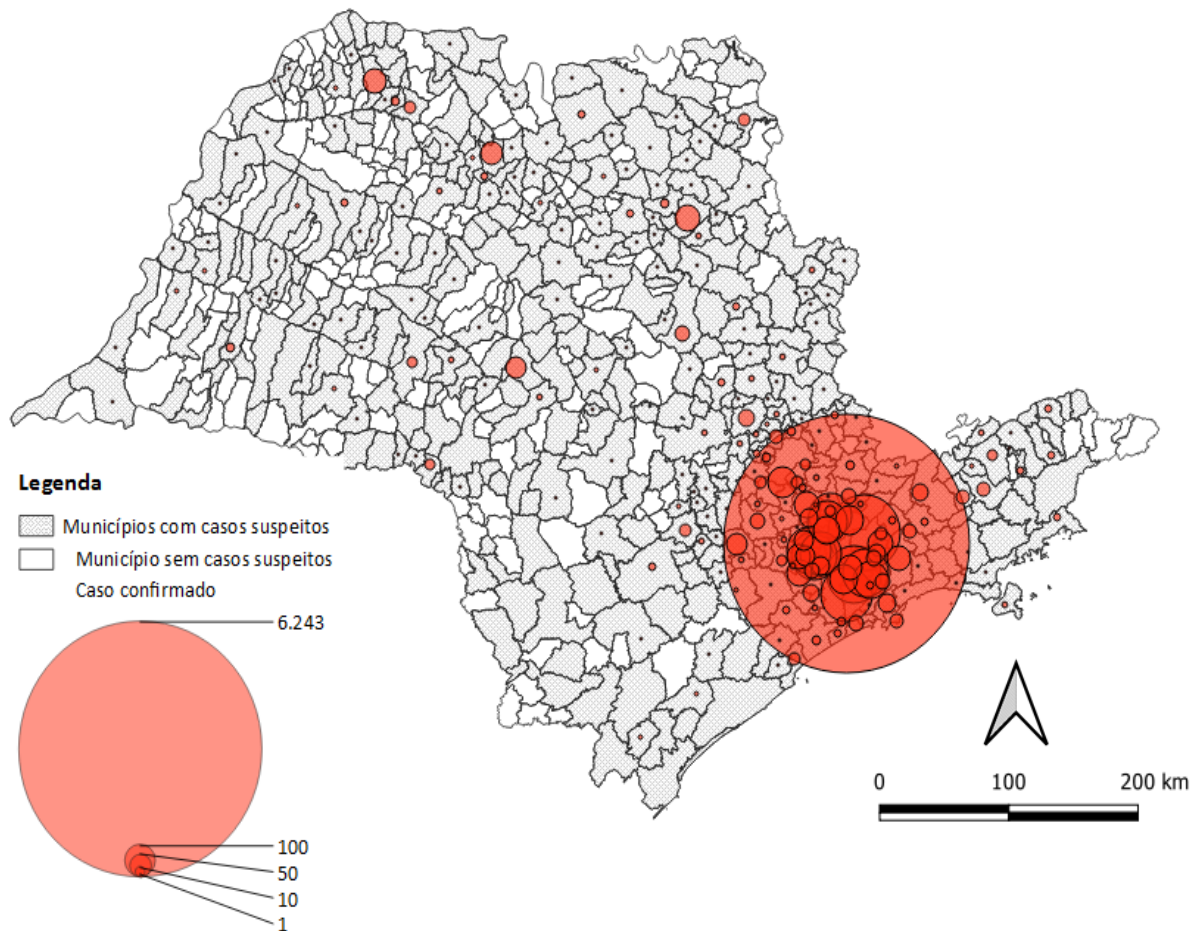 Legenda
Municípios com casos suspeitos
Município sem casos suspeitos
Caso confirmado
6.243
100
50
10
1
0 100 200 km